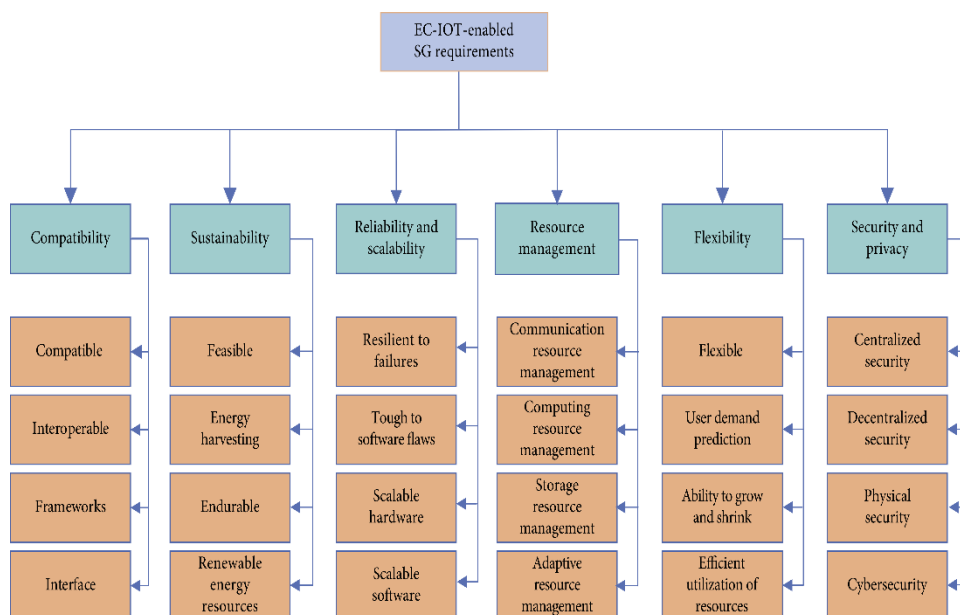 EC-IOT-enabled
SG requirements
Compatibility
Sustainability
Reliability and
scalability
Resource
management
Flexibility
Security and
privacy
Compatible
Feasible
Resilient to
failures
Communication
resource
management
Flexible
Centralized
security
Interoperable
Energy
harvesting
Tough to
software flaws
Computing
resource
management
User demand
prediction
Decentralized
security
Frameworks
Endurable
Scalable
hardware
Storage
resource
management
Ability to grow
and shrink
Physical
security
Interface
Renewable
energy
resources
Scalable
software
Adaptive
resource
management
Efficient
utilization of
resources
Cybersecurity